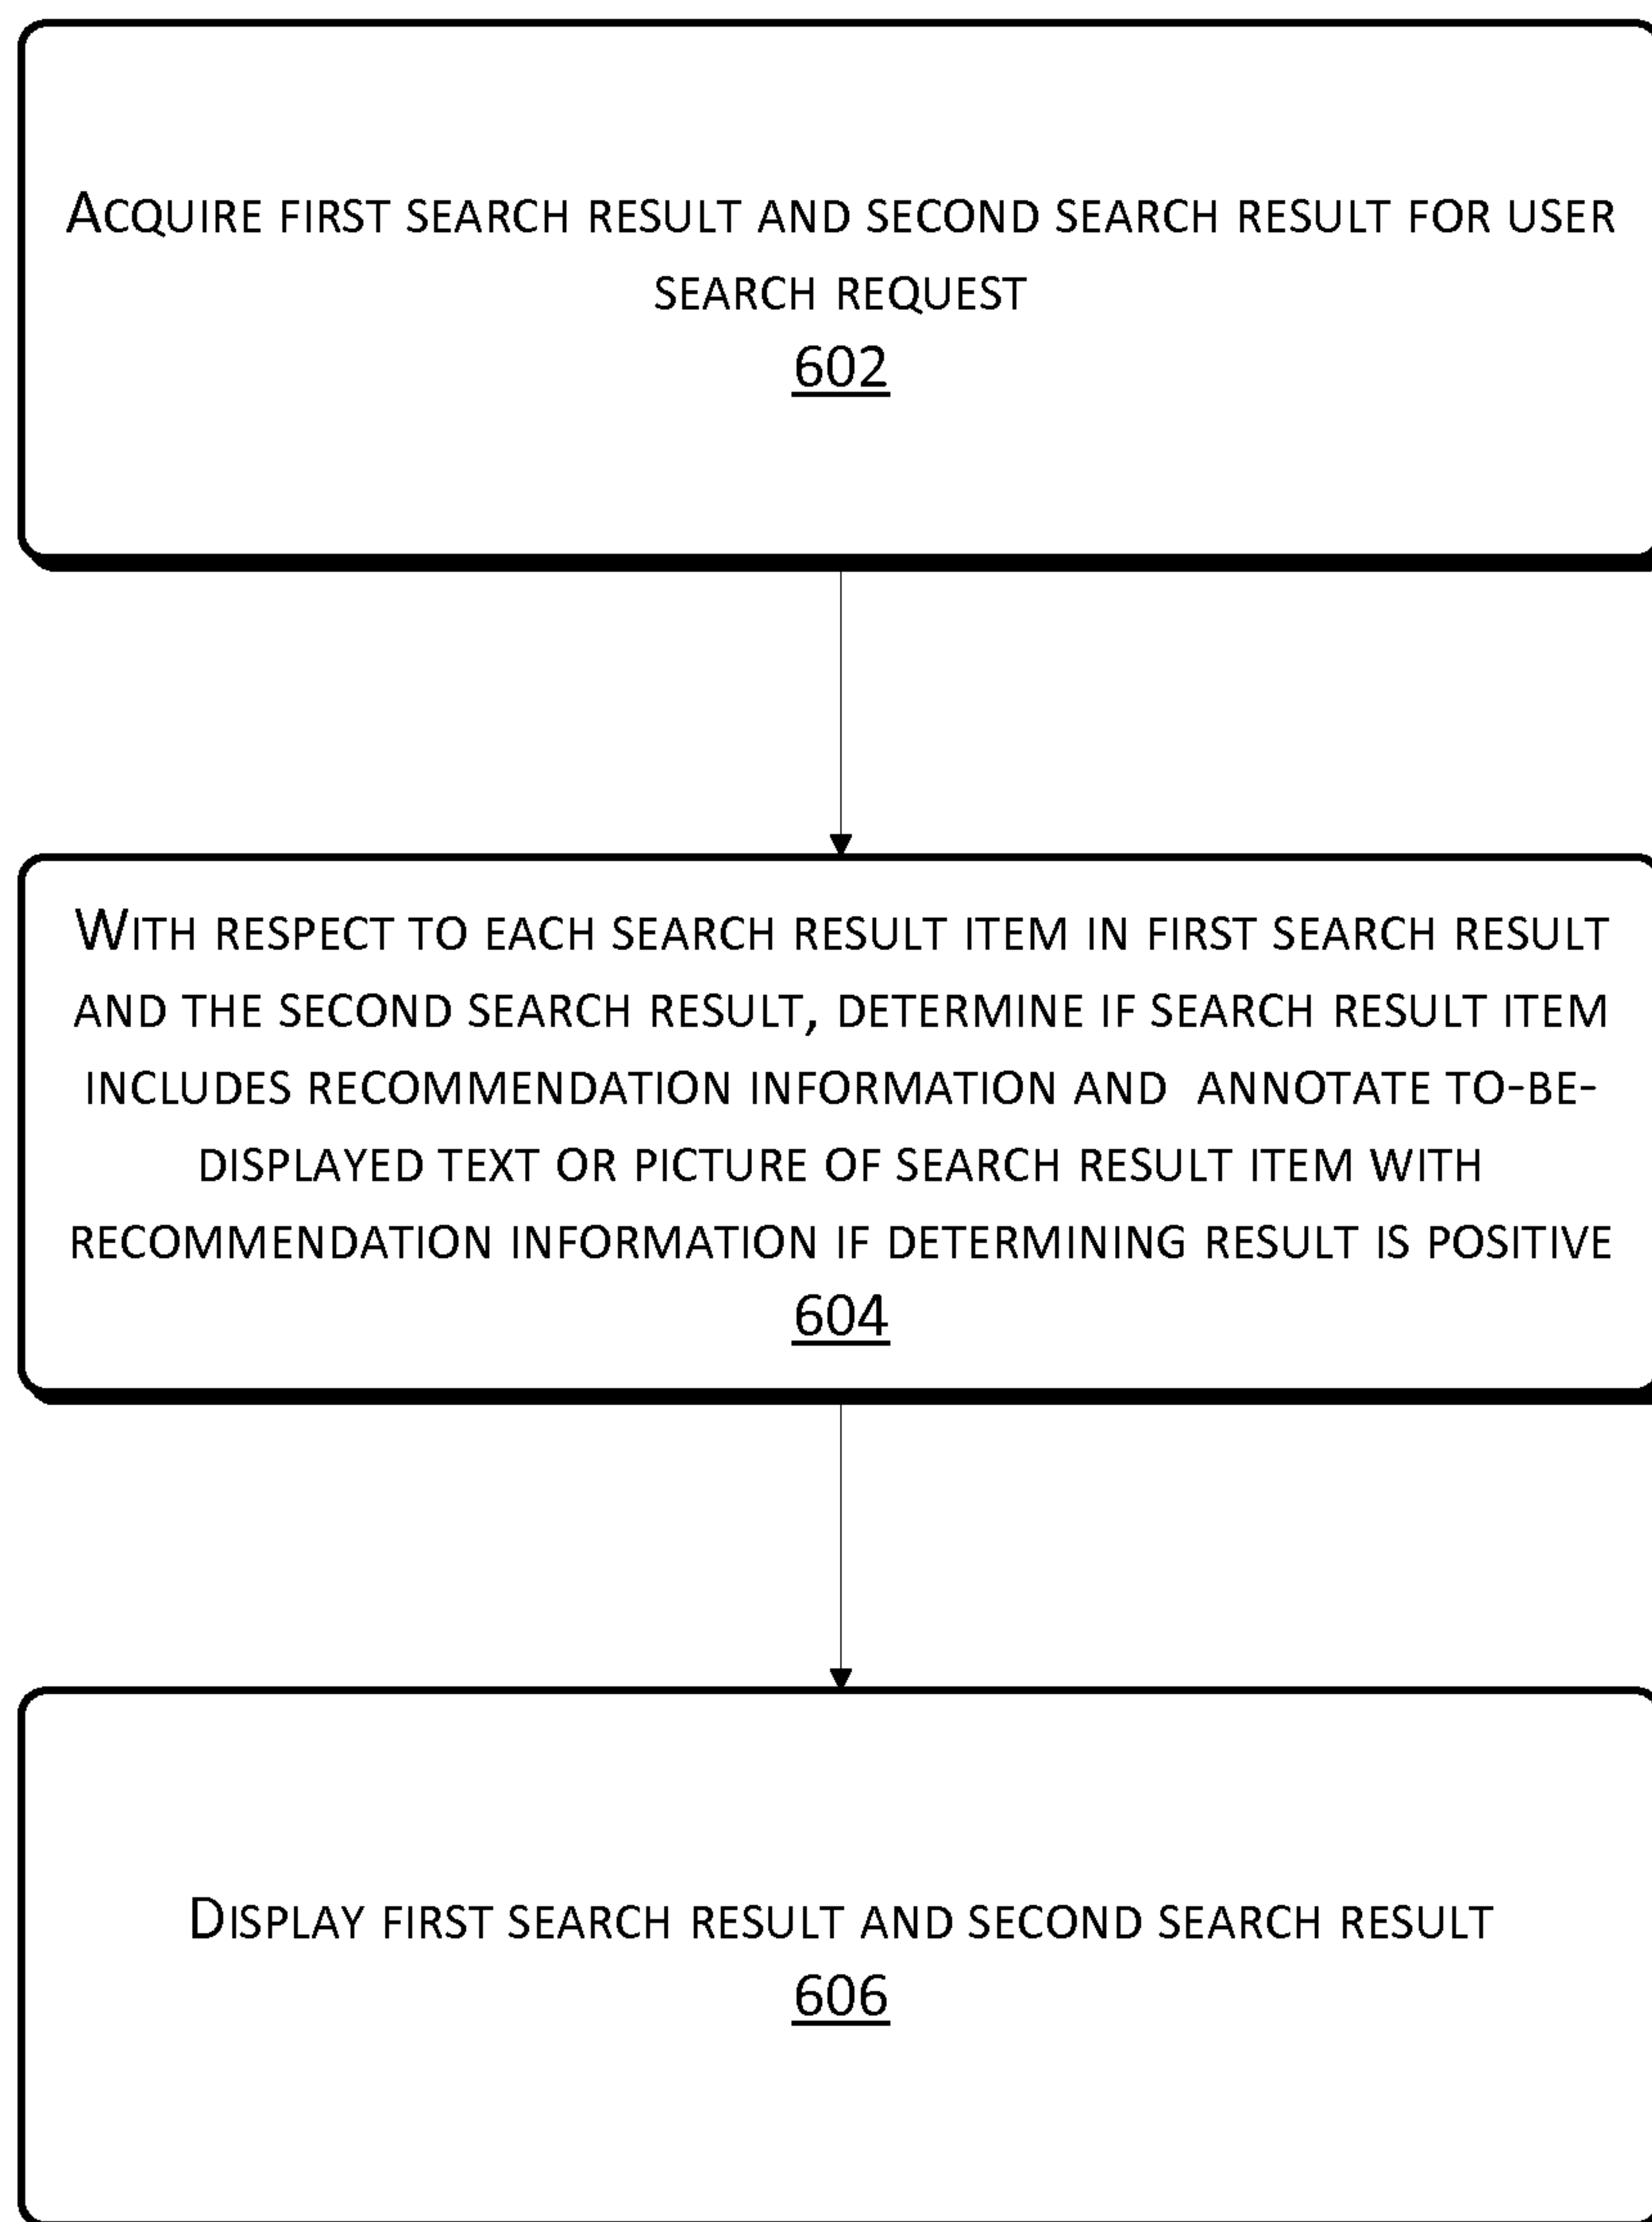 Acquire first search result and second search result for user
search request
602
With respect to each search result item in first search result
and the second search result, determine if search result item
includes recommendation information and annotate to-be-
displayed text or picture of search result item with
recommendation information if determining result is positive
604
Display first search result and second search result
606